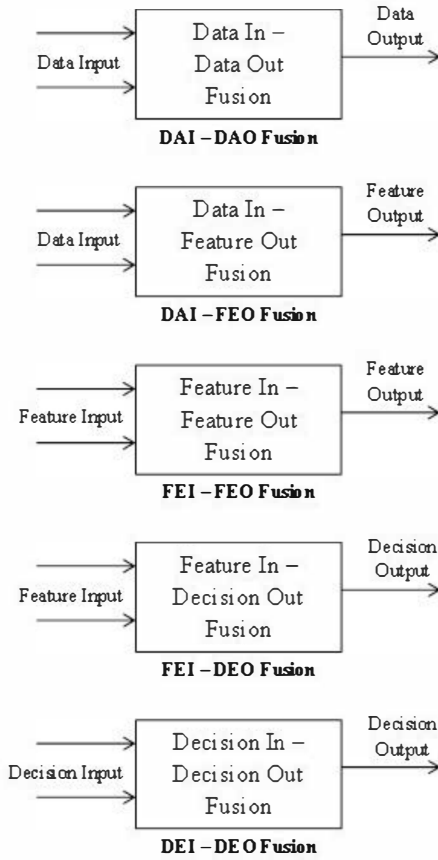 Data In –
Data Out
Fusion
Data Input
Data
Output
DAI – DAO Fusion
Data In –
Feature Out
Fusion
Data Input
Feature
Output
DAI – FEO Fusion
Feature In –
Feature Out
Fusion
Feature Input
Feature
Output
FEI – FEO Fusion
Feature In –
Decision Out
Fusion
Feature Input
Decision
Output
FEI – DEO Fusion
Decision In –
Decision Out
Fusion
Decision Input
Decision
Output
DEI – DEO Fusion